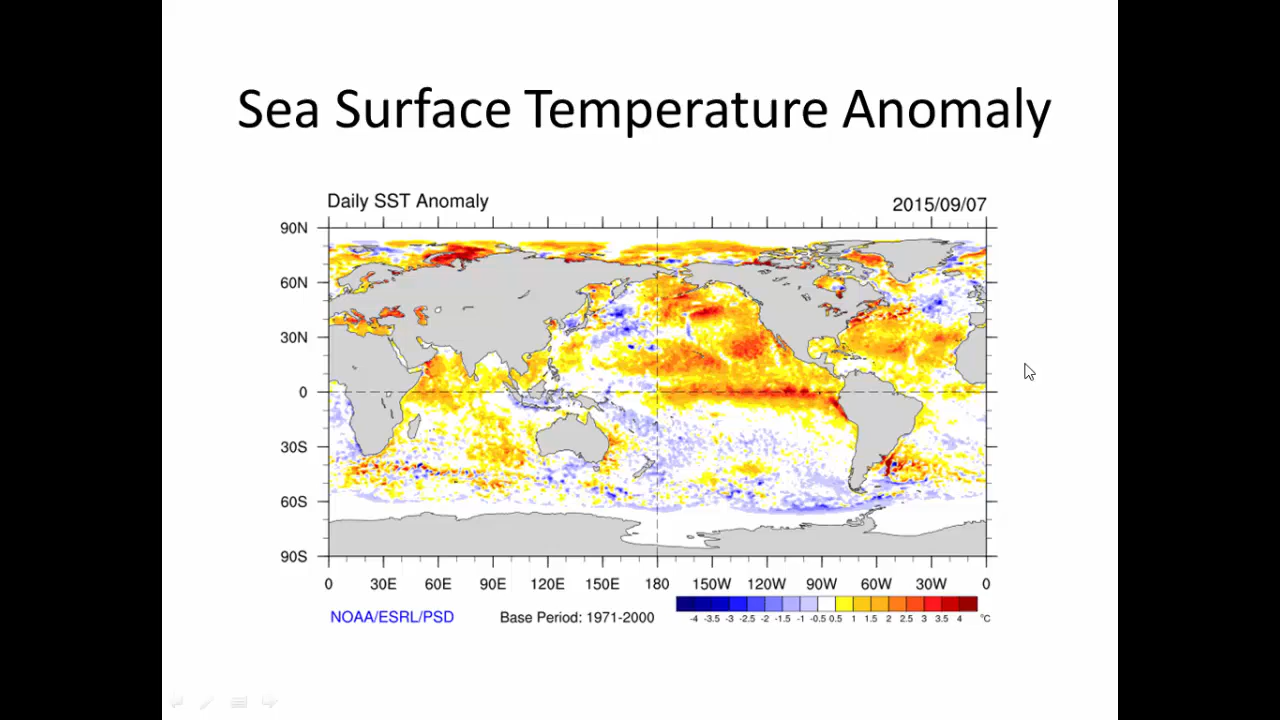 Sea Surface Temperature Anomaly
Daily SST Anomaly
2015/09/07
90N
60N
30N
0
30S
60S
90S
0 30E 60E 90E 120E 150E 180 150W 120W 90W 60W 30W 0
-4 -3.5 -3 -2.5 -2 -1.5 -1 -0.5 0.5 1 1.5 2 2.5 3 3.5 4 °C
NOAA/ESRL/PSD
Base Period: 1971-2000